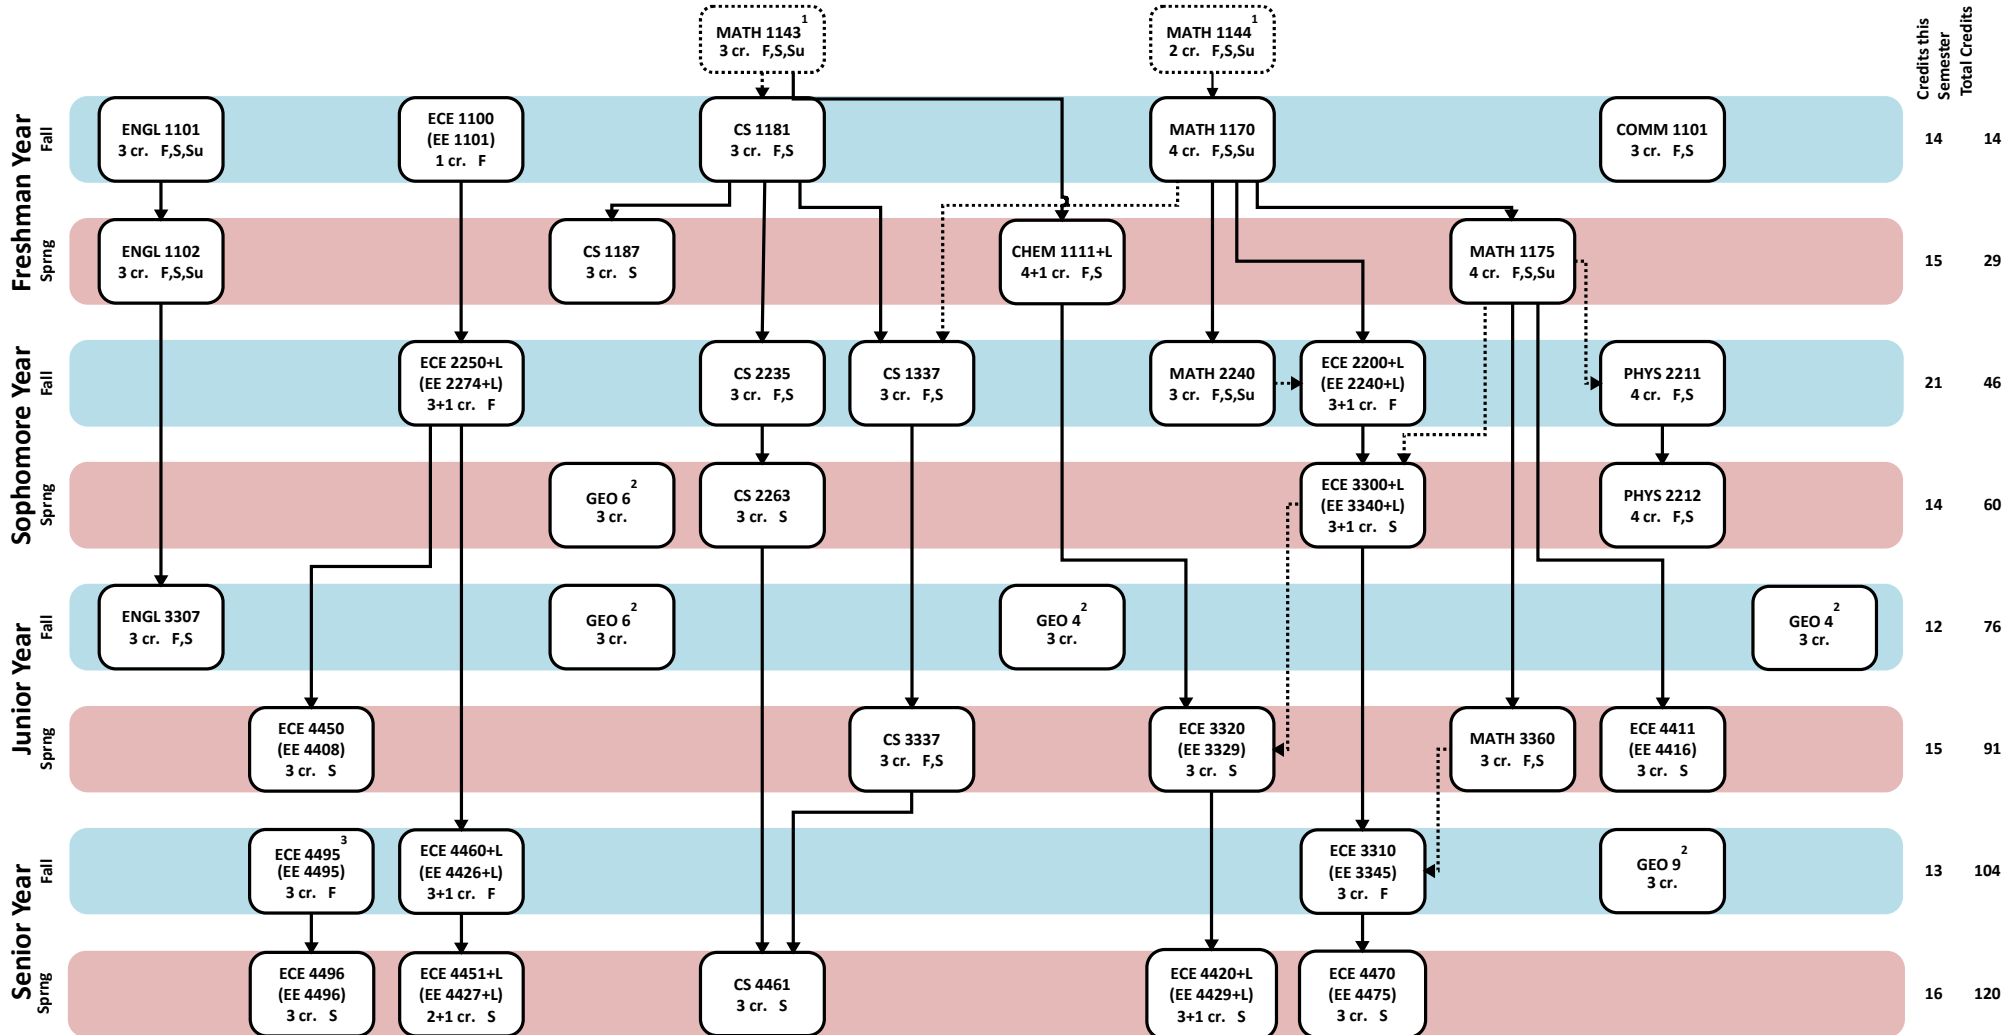 MATH 1143 1
3 cr. F,S,Su
MATH 1144 1
2 cr. F,S,Su
Credits this
Semester
Total Credits
Freshman Year
Fall
ENGL 1101
3 cr. F,S,Su
ECE 1100
(EE 1101)
1 cr. F
CS 1181
3 cr. F,S
MATH 1170
4 cr. F,S,Su
COMM 1101
3 cr. F,S
14
14
Sprng
ENGL 1102
3 cr. F,S,Su
CS 1187
3 cr. S
CHEM 1111+L
4+1 cr. F,S
MATH 1175
4 cr. F,S,Su
15
29
Sophomore Year
Fall
ECE 2250+L
(EE 2274+L)
3+1 cr. F
CS 2235
3 cr. F,S
CS 1337
3 cr. F,S
MATH 2240
3 cr. F,S,Su
ECE 2200+L
(EE 2240+L)
3+1 cr. F
PHYS 2211
4 cr. F,S
21
46
Sprng
GEO 6 2
3 cr.
CS 2263
3 cr. S
ECE 3300+L
(EE 3340+L)
3+1 cr. S
PHYS 2212
4 cr. F,S
14
60
Junior Year
Fall
ENGL 3307
3 cr. F,S
GEO 6 2
3 cr.
GEO 4 2
3 cr.
GEO 4 2
3 cr.
12
76
Sprng
ECE 4450
(EE 4408)
3 cr. S
CS 3337
3 cr. F,S
ECE 3320
(EE 3329)
3 cr. S
MATH 3360
3 cr. F,S
ECE 4411
(EE 4416)
3 cr. S
15
91
Senior Year
Fall
ECE 4495 3
(EE 4495)
3 cr. F
ECE 4460+L
(EE 4426+L)
3+1 cr. F
ECE 3310
(EE 3345)
3 cr. F
GEO 9 2
3 cr.
13
104
Sprng
ECE 4496
(EE 4496)
3 cr. S
ECE 4451+L
(EE 4427+L)
2+1 cr. S
CS 4461
3 cr. S
ECE 4420+L
(EE 4429+L)
3+1 cr. S
ECE 4470
(EE 4475)
3 cr. S
16
120